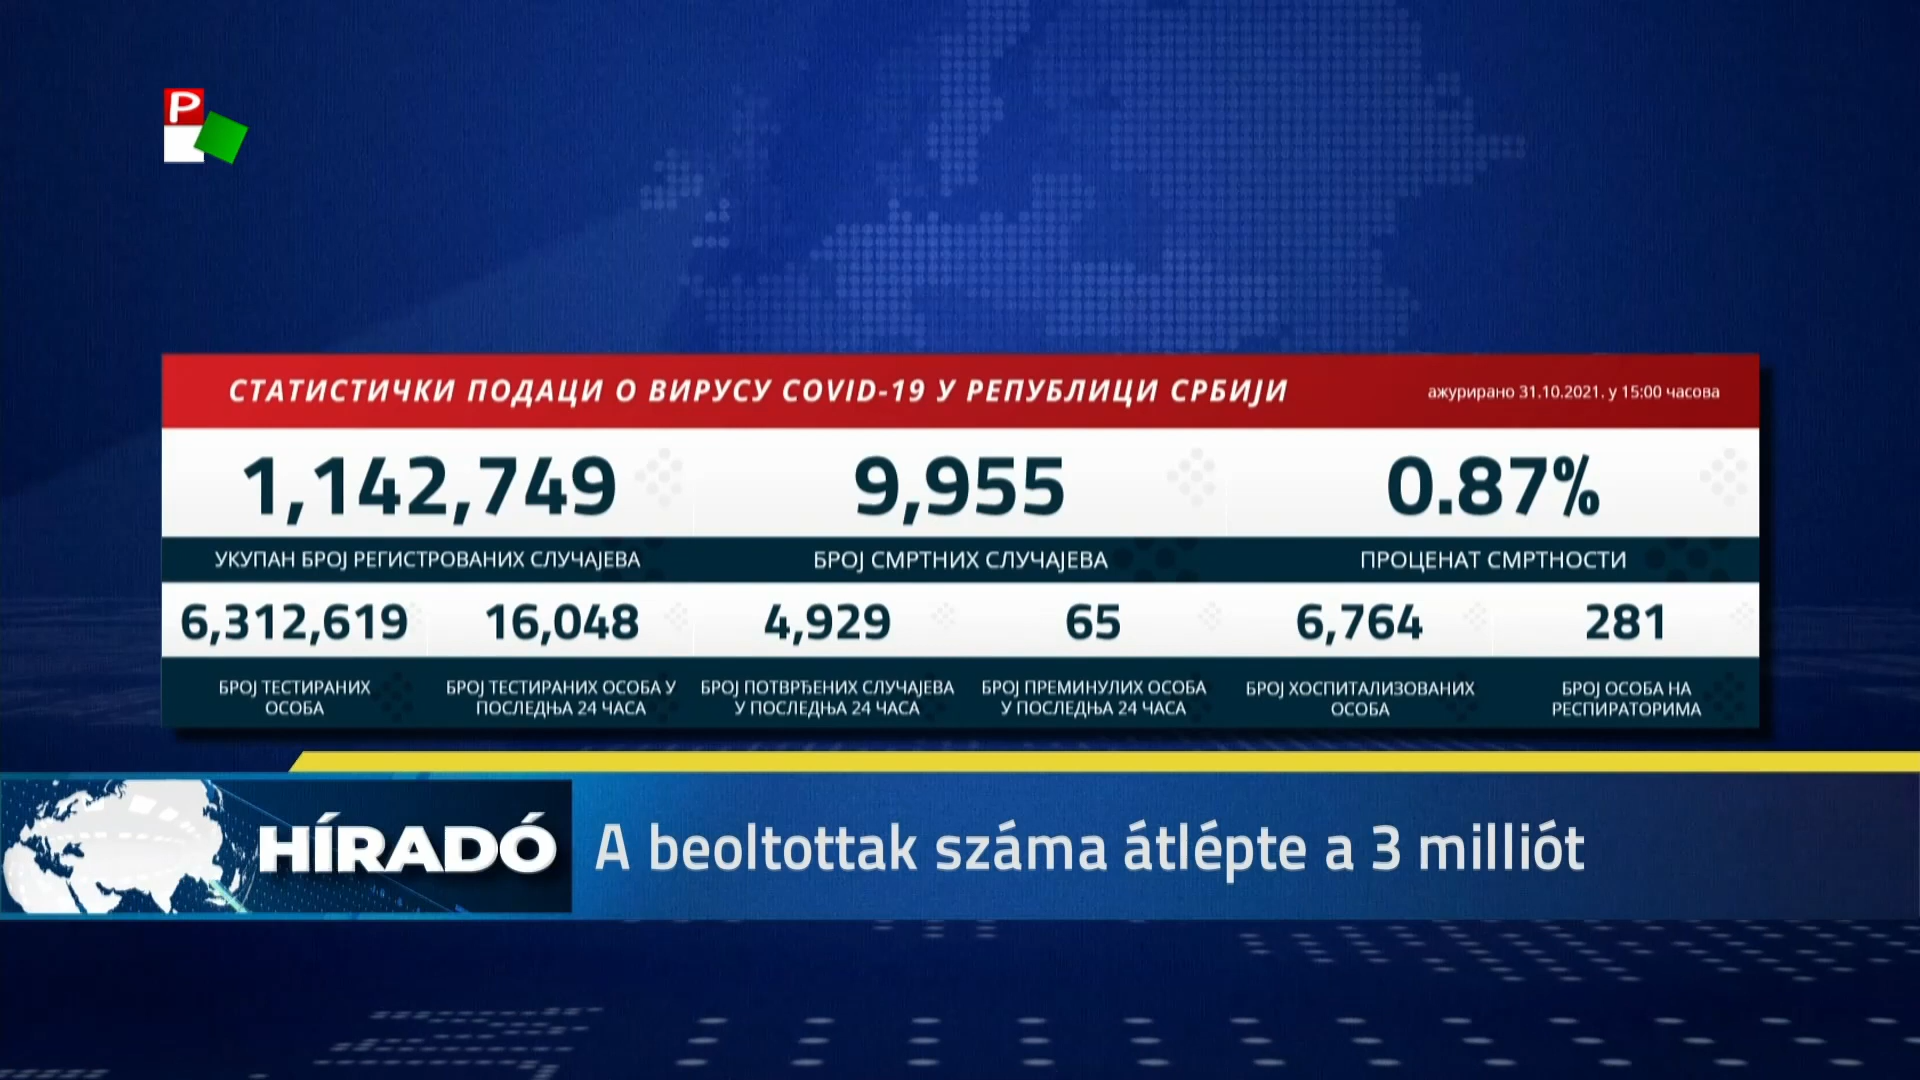 P
СТАТИСТИЧКИ ПОДАЦИ О ВИРУСУ COVID-19 У РЕПУБЛИЦИ СРБИЈИ
ажурирано 31.10.2021. у 15:00 часова
1,142,749
9,955
0.87%
УКУПАН БРОЈ РЕГИСТРОВАНИХ СЛУЧАЈЕВА
БРОЈ СМРТНИХ СЛУЧАЈЕВА
ПРОЦЕНАТ СМРТНОСТИ
6,312,619
16,048
4,929
65
6,764
281
БРОЈ ТЕСТИРАНИХ
ОСОБА
БРОЈ ТЕСТИРАНИХ ОСОБА У
ПОСЛЕДЊА 24 ЧАСА
БРОЈ ПОТВРЂЕНИХ СЛУЧАЈЕВА
У ПОСЛЕДЊА 24 ЧАСА
БРОЈ ПРЕМИНУЛИХ ОСОБА
У ПОСЛЕДЊА 24 ЧАСА
БРОЈ ХОСПИТАЛИЗОВАНИХ
ОСОБА
БРОЈ ОСОБА НА
РЕСПИРАТОРИМА
HÍRADÓ
A beoltottak száma átlépte a 3 milliót